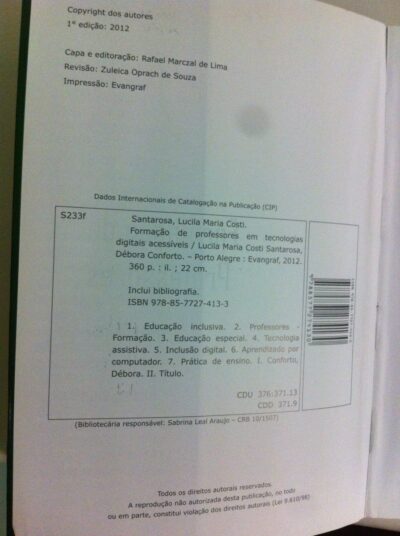 Copyright dos autores
1ª edição: 2012
Capa e editoração: Rafael Marczal de Lima
Revisão: Zuleica Oprach de Souza
Impressão: Evangraf
Dados Internacionais de Catalogação na Publicação (CIP)
S233f
Santarosa, Lucila Maria Costi.
Formação de professores em tecnologias
digitais acessíveis / Lucila Maria Costi Santarosa,
Débora Conforto. – Porto Alegre : Evangraf, 2012.
360 p. : il. ; 22 cm.
Inclui bibliografia.
ISBN 978-85-7727-413-3
1. Educação inclusiva. 2. Professores -
Formação. 3. Educação especial. 4. Tecnologia
assistiva. 5. Inclusão digital. 6. Aprendizado por
computador. 7. Prática de ensino. I. Conforto,
Débora. II. Título.
CDU 376:371.13
CDD 371.9
(Bibliotecária responsável: Sabrina Leal Araujo – CRB 10/1507)
Todos os direitos autorais reservados.
A reprodução não autorizada desta publicação, no todo
ou em parte, constitui violação dos direitos autorais (Lei 9.610/98)